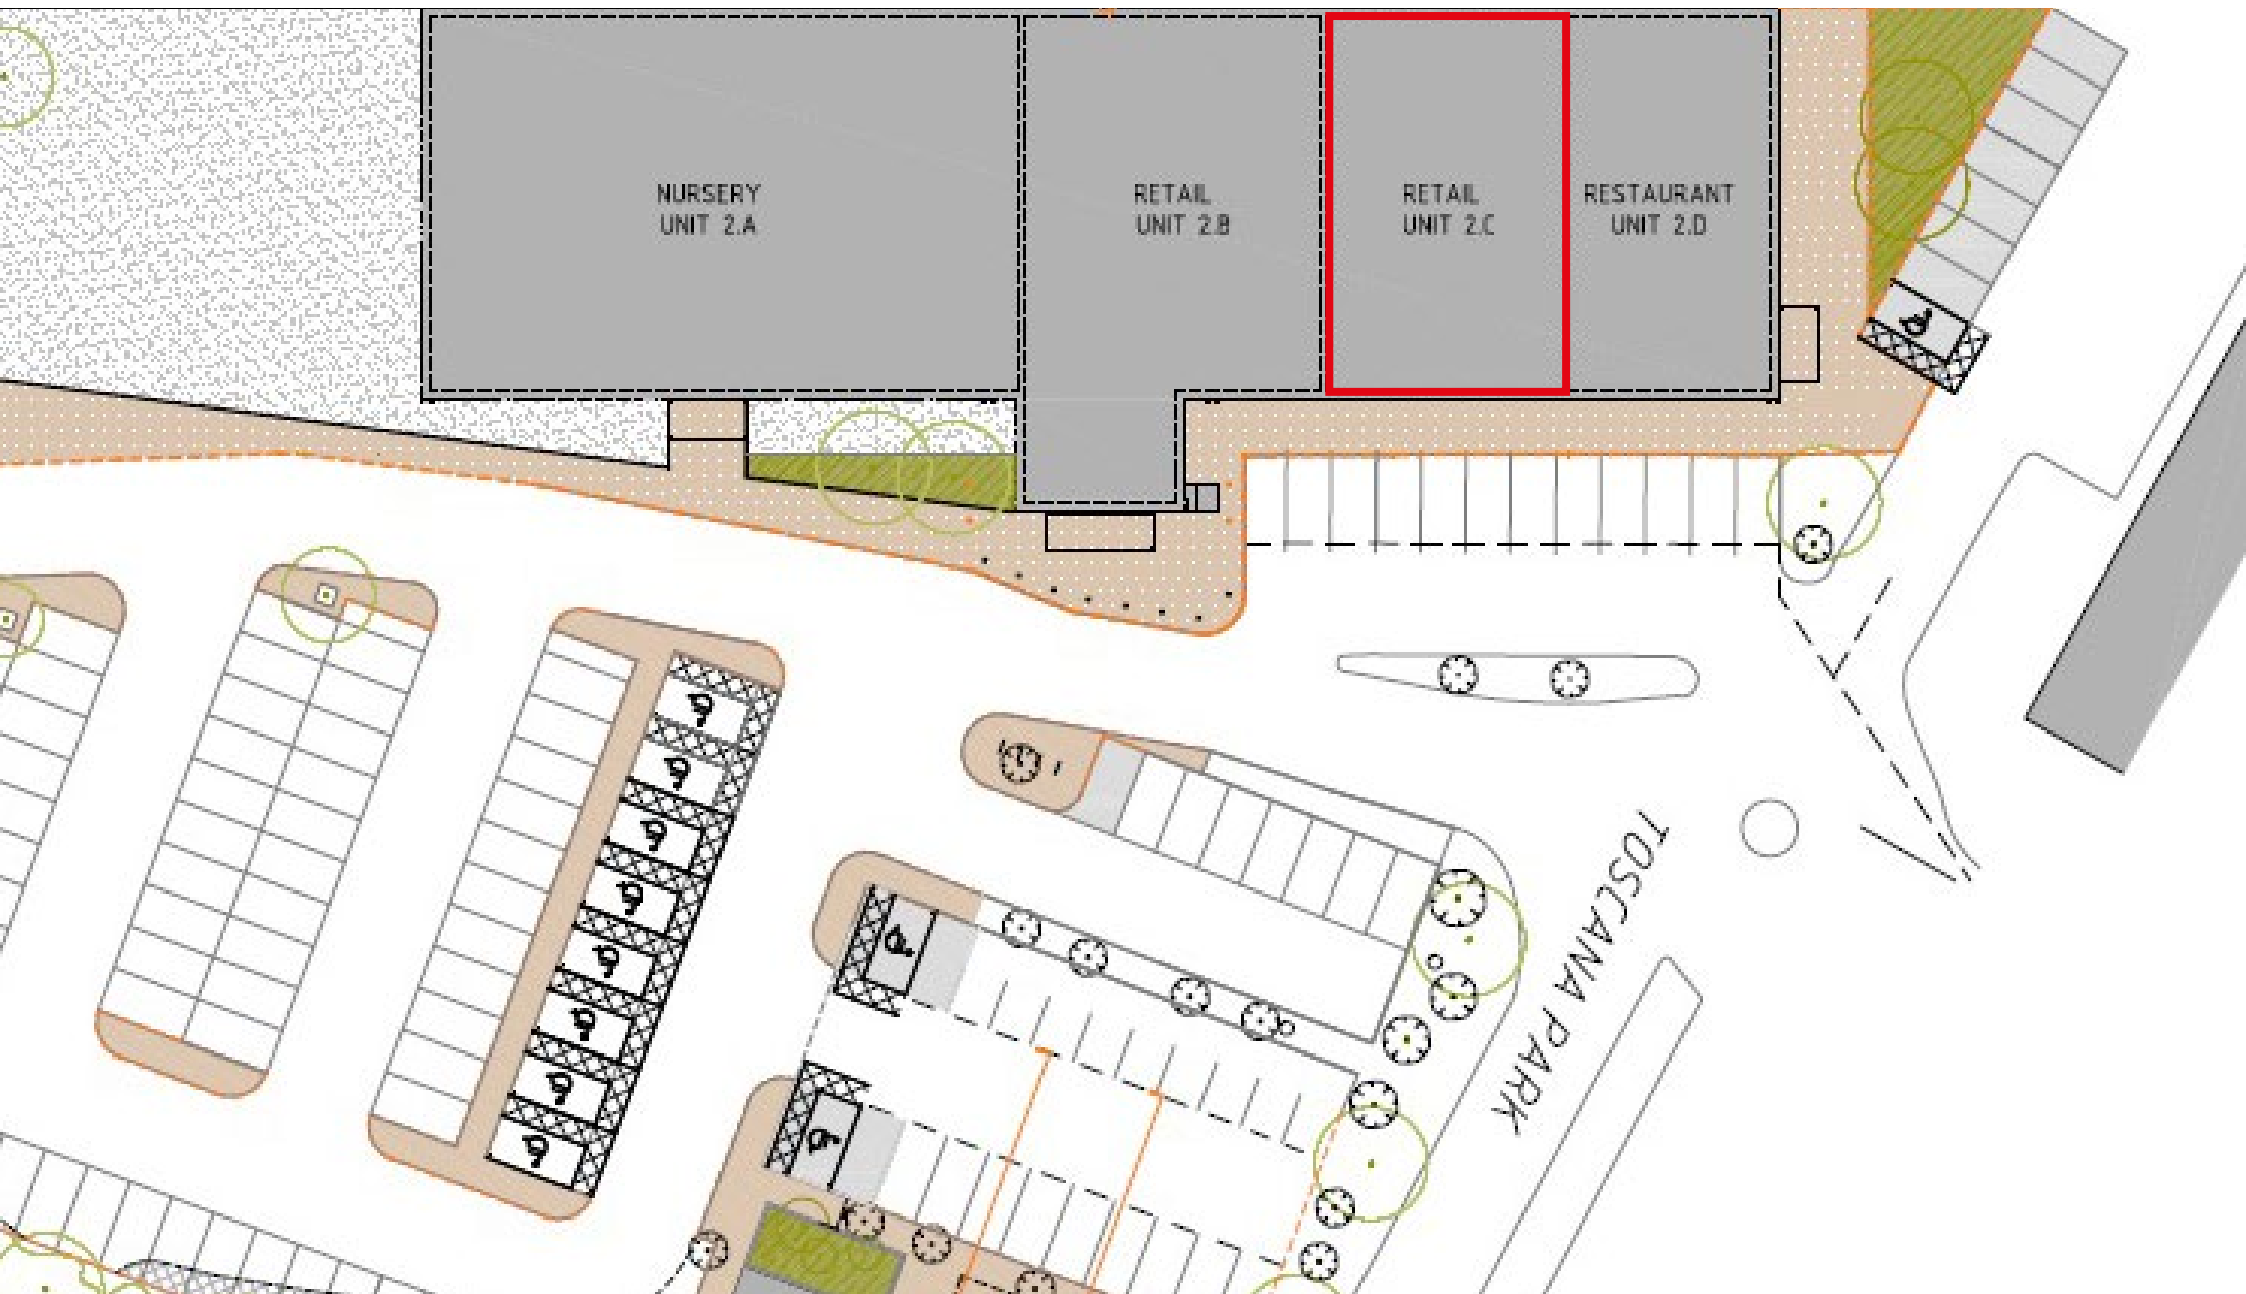 NURSERY
UNIT 2.A
RETAIL
UNIT 2.B
RETAIL
UNIT 2.C
RESTAURANT
UNIT 2.D
TOSCANA PARK